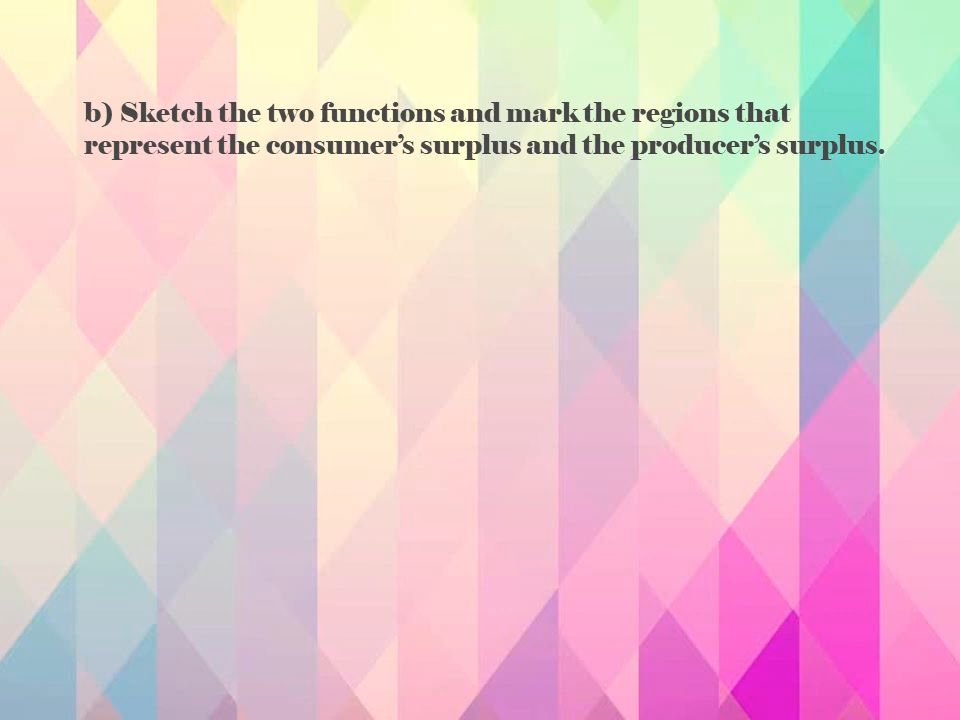 b) Sketch the two functions and mark the regions that
represent the consumer’s surplus and the producer’s surplus.